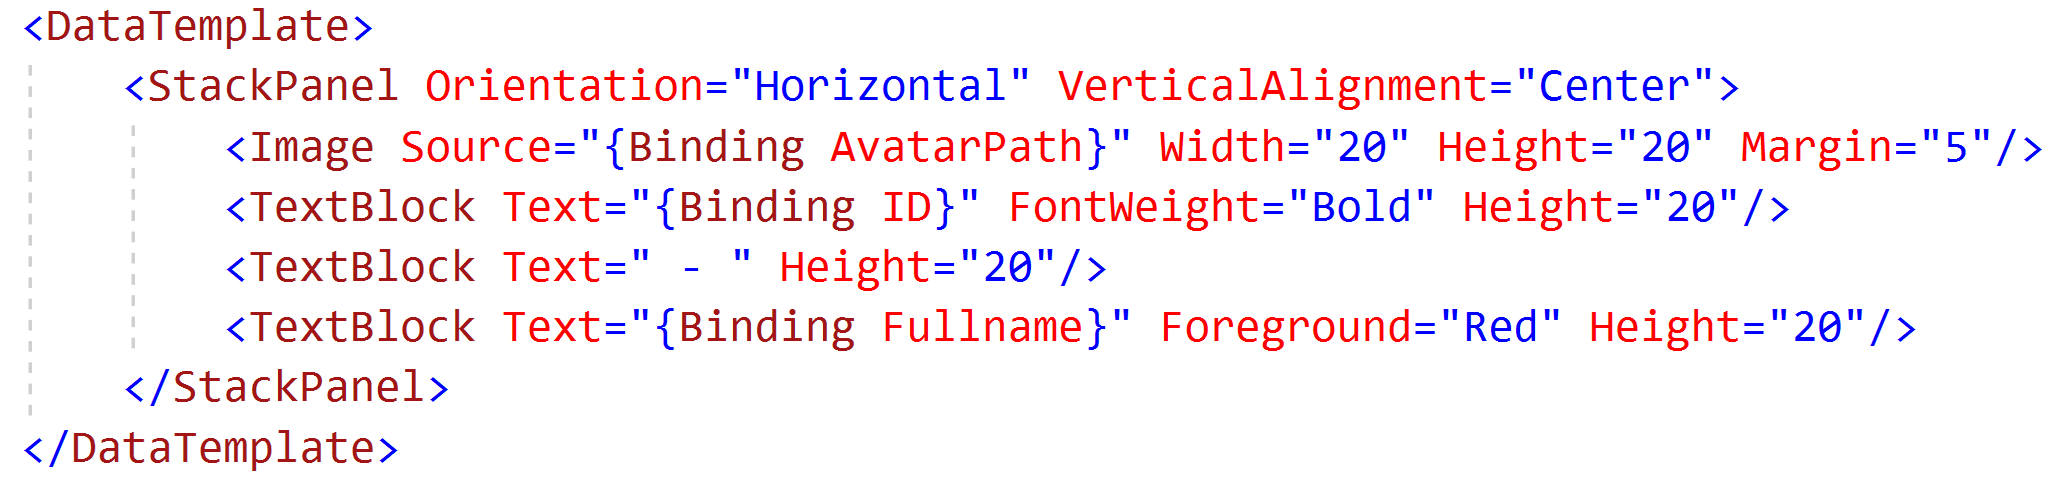 <DataTemplate>
    <StackPanel Orientation="Horizontal" VerticalAlignment="Center">
        <Image Source="{Binding AvatarPath}" Width="20" Height="20" Margin="5"/>
        <TextBlock Text="{Binding ID}" FontWeight="Bold" Height="20"/>
        <TextBlock Text=" - " Height="20"/>
        <TextBlock Text="{Binding Fullname}" Foreground="Red" Height="20"/>
    </StackPanel>
</DataTemplate>